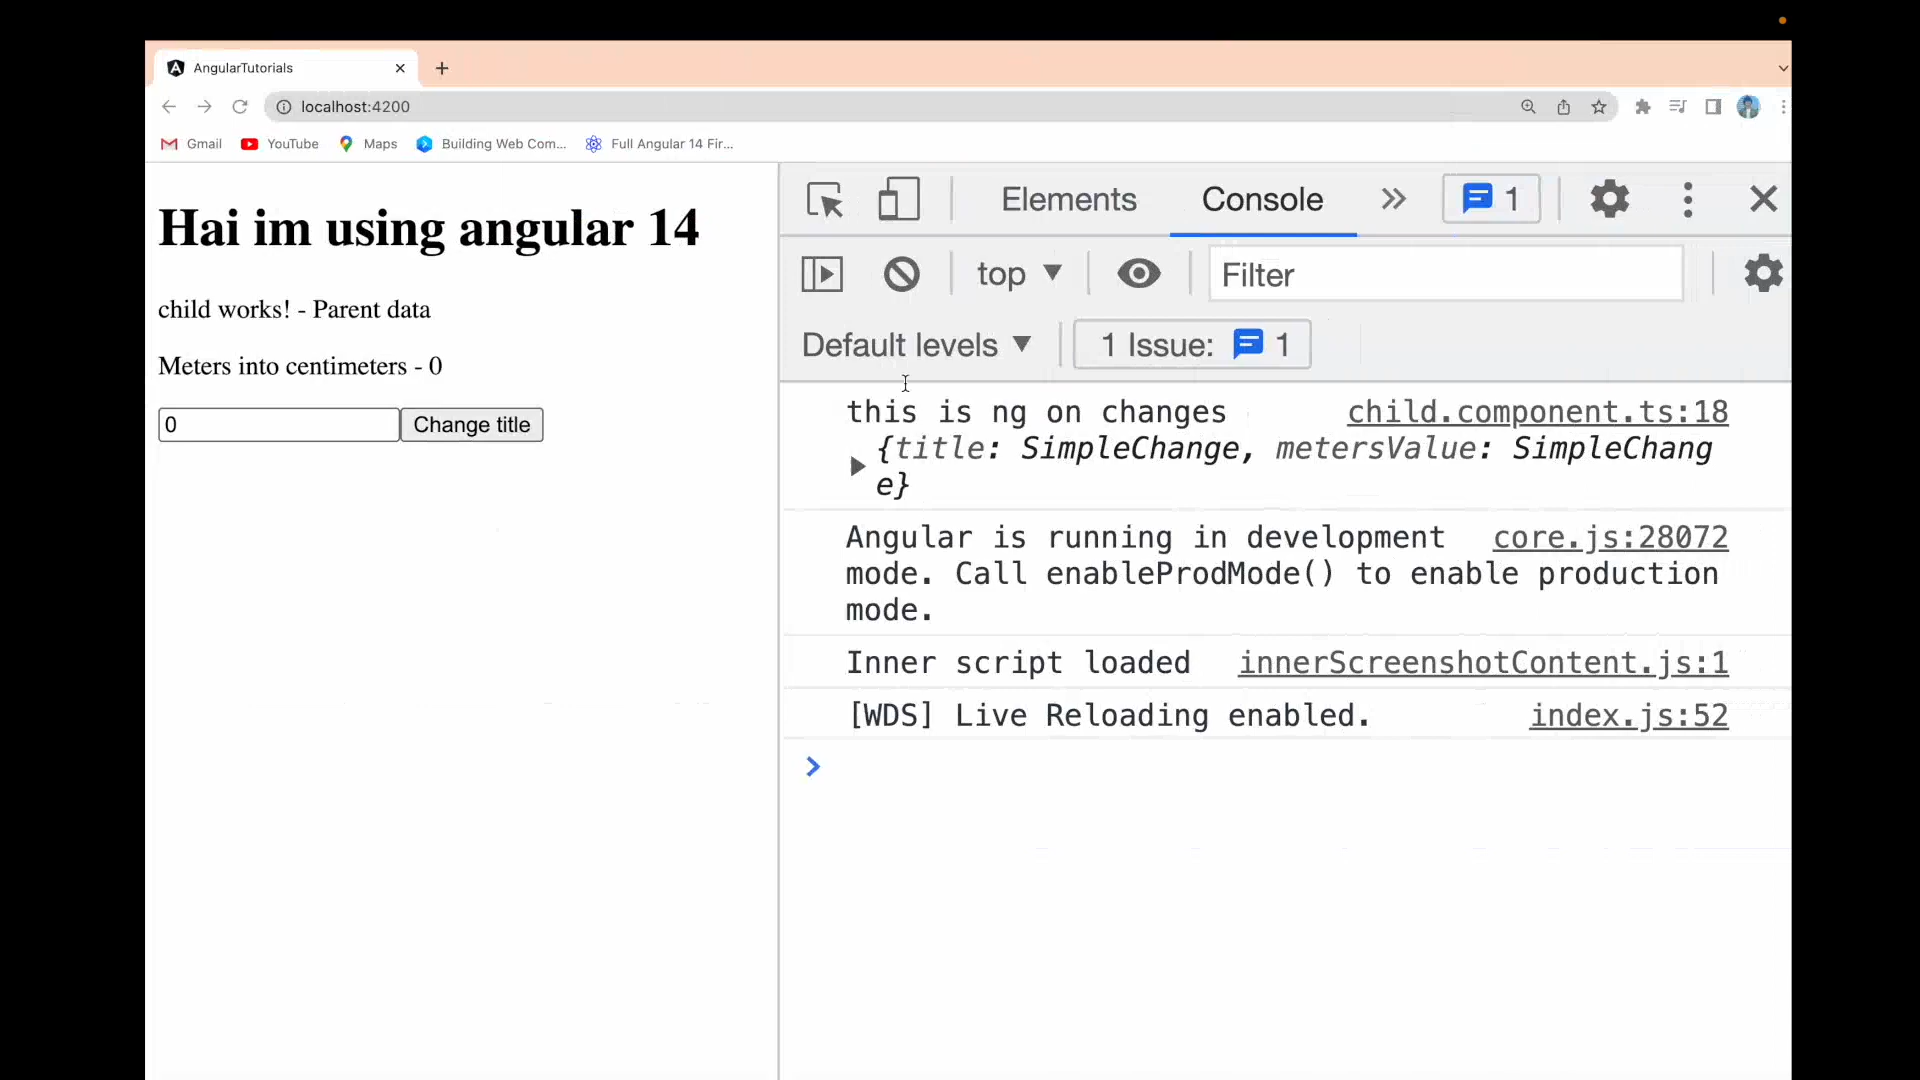 AngularTutorials
localhost:4200
Gmail YouTube Maps Building Web Com... Full Angular 14 Fir...
Hai im using angular 14
child works! - Parent data
Meters into centimeters - 0
0 Change title
Elements Console 1
top Filter
Default levels 1 Issue: 1
this is ng on changes child.component.ts:18
{title: SimpleChange, metersValue: SimpleChang
e}
Angular is running in development core.js:28072
mode. Call enableProdMode() to enable production
mode.
Inner script loaded innerScreenshotContent.js:1
[WDS] Live Reloading enabled. index.js:52